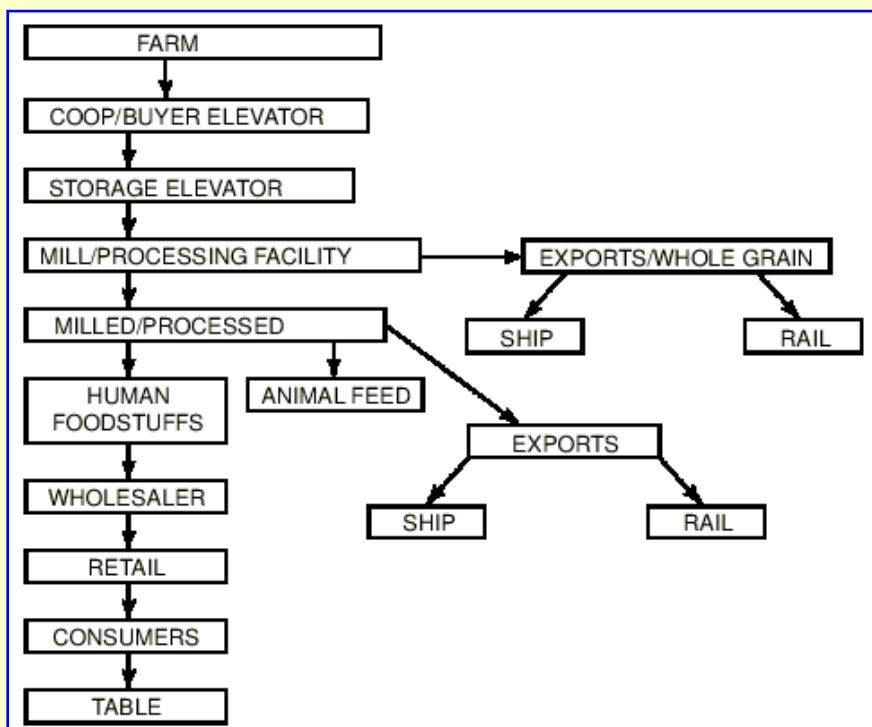 FARM
COOP/BUYER ELEVATOR
STORAGE ELEVATOR
MILL/PROCESSING FACILITY
EXPORTS/WHOLE GRAIN
MILLED/PROCESSED
SHIP
RAIL
HUMAN
FOODSTUFFS
ANIMAL FEED
EXPORTS
WHOLESALER
SHIP
RAIL
RETAIL
CONSUMERS
TABLE